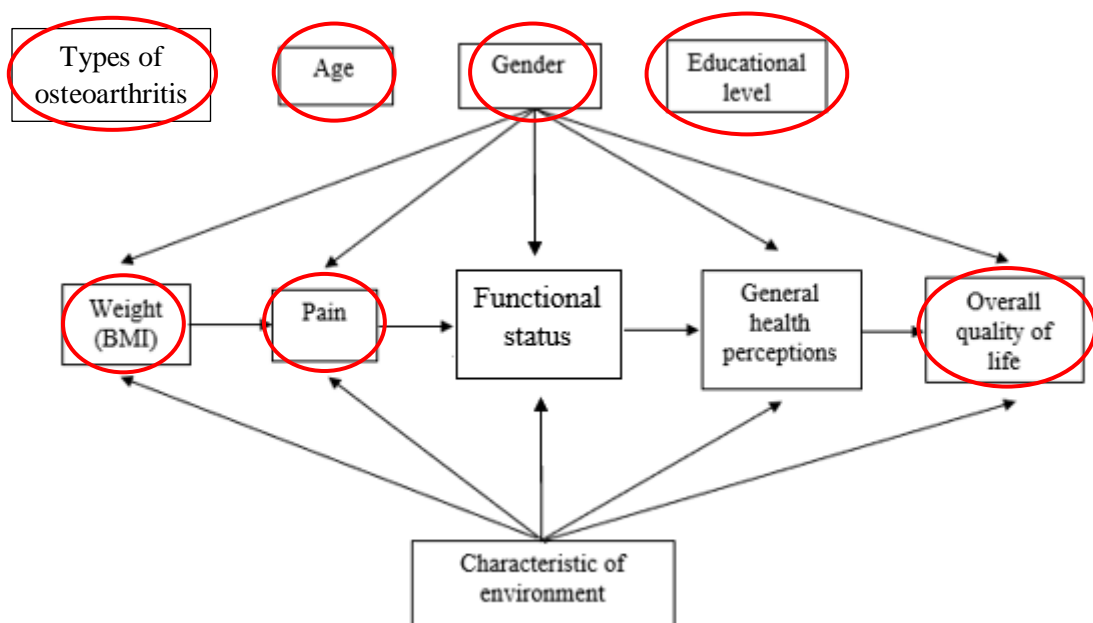 Types of
osteoarthritis
Age
Gender
Educational
level
Weight
(BMI)
Pain
Functional
status
General
health
perceptions
Overall
quality of
life
Characteristic of
environment